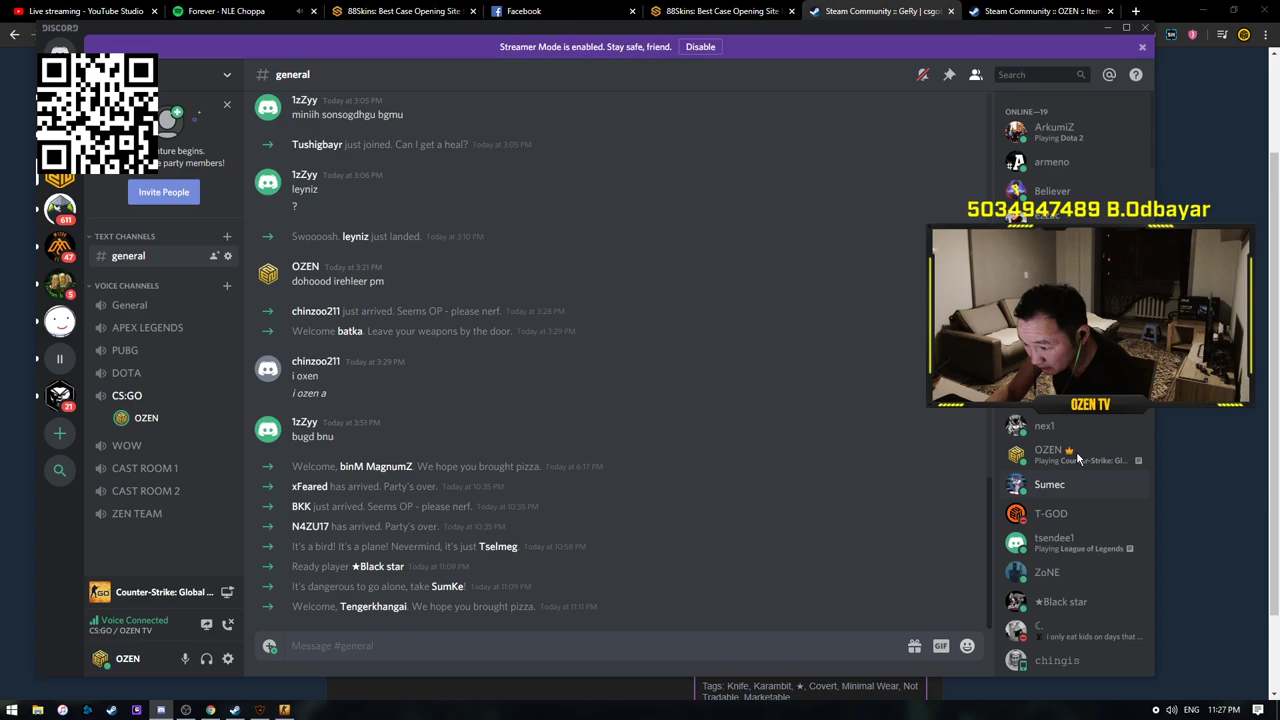 YouTube
Forever - NLE Choppa
88Skins: Best Case Opening Site
Facebook
88Skins: Best Case Opening Sites
Steam Community :: GeRy | csgo
Steam Community :: OZEN :: Item
DISCORD
Streamer Mode is enabled. Stay safe, friend.
Disable
# general
Search
ture begins.
e party members!
Invite People
TEXT CHANNELS
general
VOICE CHANNELS
General
APEX LEGENDS
PUBG
DOTA
CS:GO
OZEN
WOW
CAST ROOM 1
CAST ROOM 2
ZEN TEAM
611
47
5
21
Counter-Strike: Global ...
Voice Connected
CS:GO / OZEN TV
OZEN
1zZyy Today at 3:05 PM
miniih sonsogdhgu bgmu
Tushigbayr just joined. Can I get a heal? Today at 3:05 PM
1zZyy Today at 3:06 PM
leyniz
?
Swoooosh. leyniz just landed. Today at 3:10 PM
OZEN Today at 3:21 PM
dohoood irehleer pm
chinzoo211 just arrived. Seems OP - please nerf. Today at 3:28 PM
Welcome batka. Leave your weapons by the door. Today at 3:29 PM
chinzoo211 Today at 3:29 PM
i oxen
i ozen a
1zZyy Today at 3:51 PM
bugd bnu
Welcome, binM MagnumZ. We hope you brought pizza. Today at 6:17 PM
xFeared has arrived. Party's over. Today at 10:35 PM
BKK just arrived. Seems OP - please nerf. Today at 10:35 PM
N4ZU17 has arrived. Party's over. Today at 10:35 PM
It's a bird! It's a plane! Nevermind, it's just Tselmeg. Today at 10:58 PM
Ready player ★Black star Today at 11:09 PM
It's dangerous to go alone, take SumKe! Today at 11:09 PM
Welcome, Tengerkhangai. We hope you brought pizza. Today at 11:11 PM
Message #general
GIF
ONLINE—19
ArkumiZ
Playing Dota 2
armeno
Believer
5034947489 B.Odbayar
OZEN TV
nex1
OZEN
Playing Counter-Strike: Gl...
Sumec
T-GOD
tsendee1
Playing League of Legends
ZoNE
★Black star
i only eat kids on days that ...
chingis
Tags: Knife, Karambit, ★, Covert, Minimal Wear, Not
Tradable, Marketable
ENG
11:27 PM